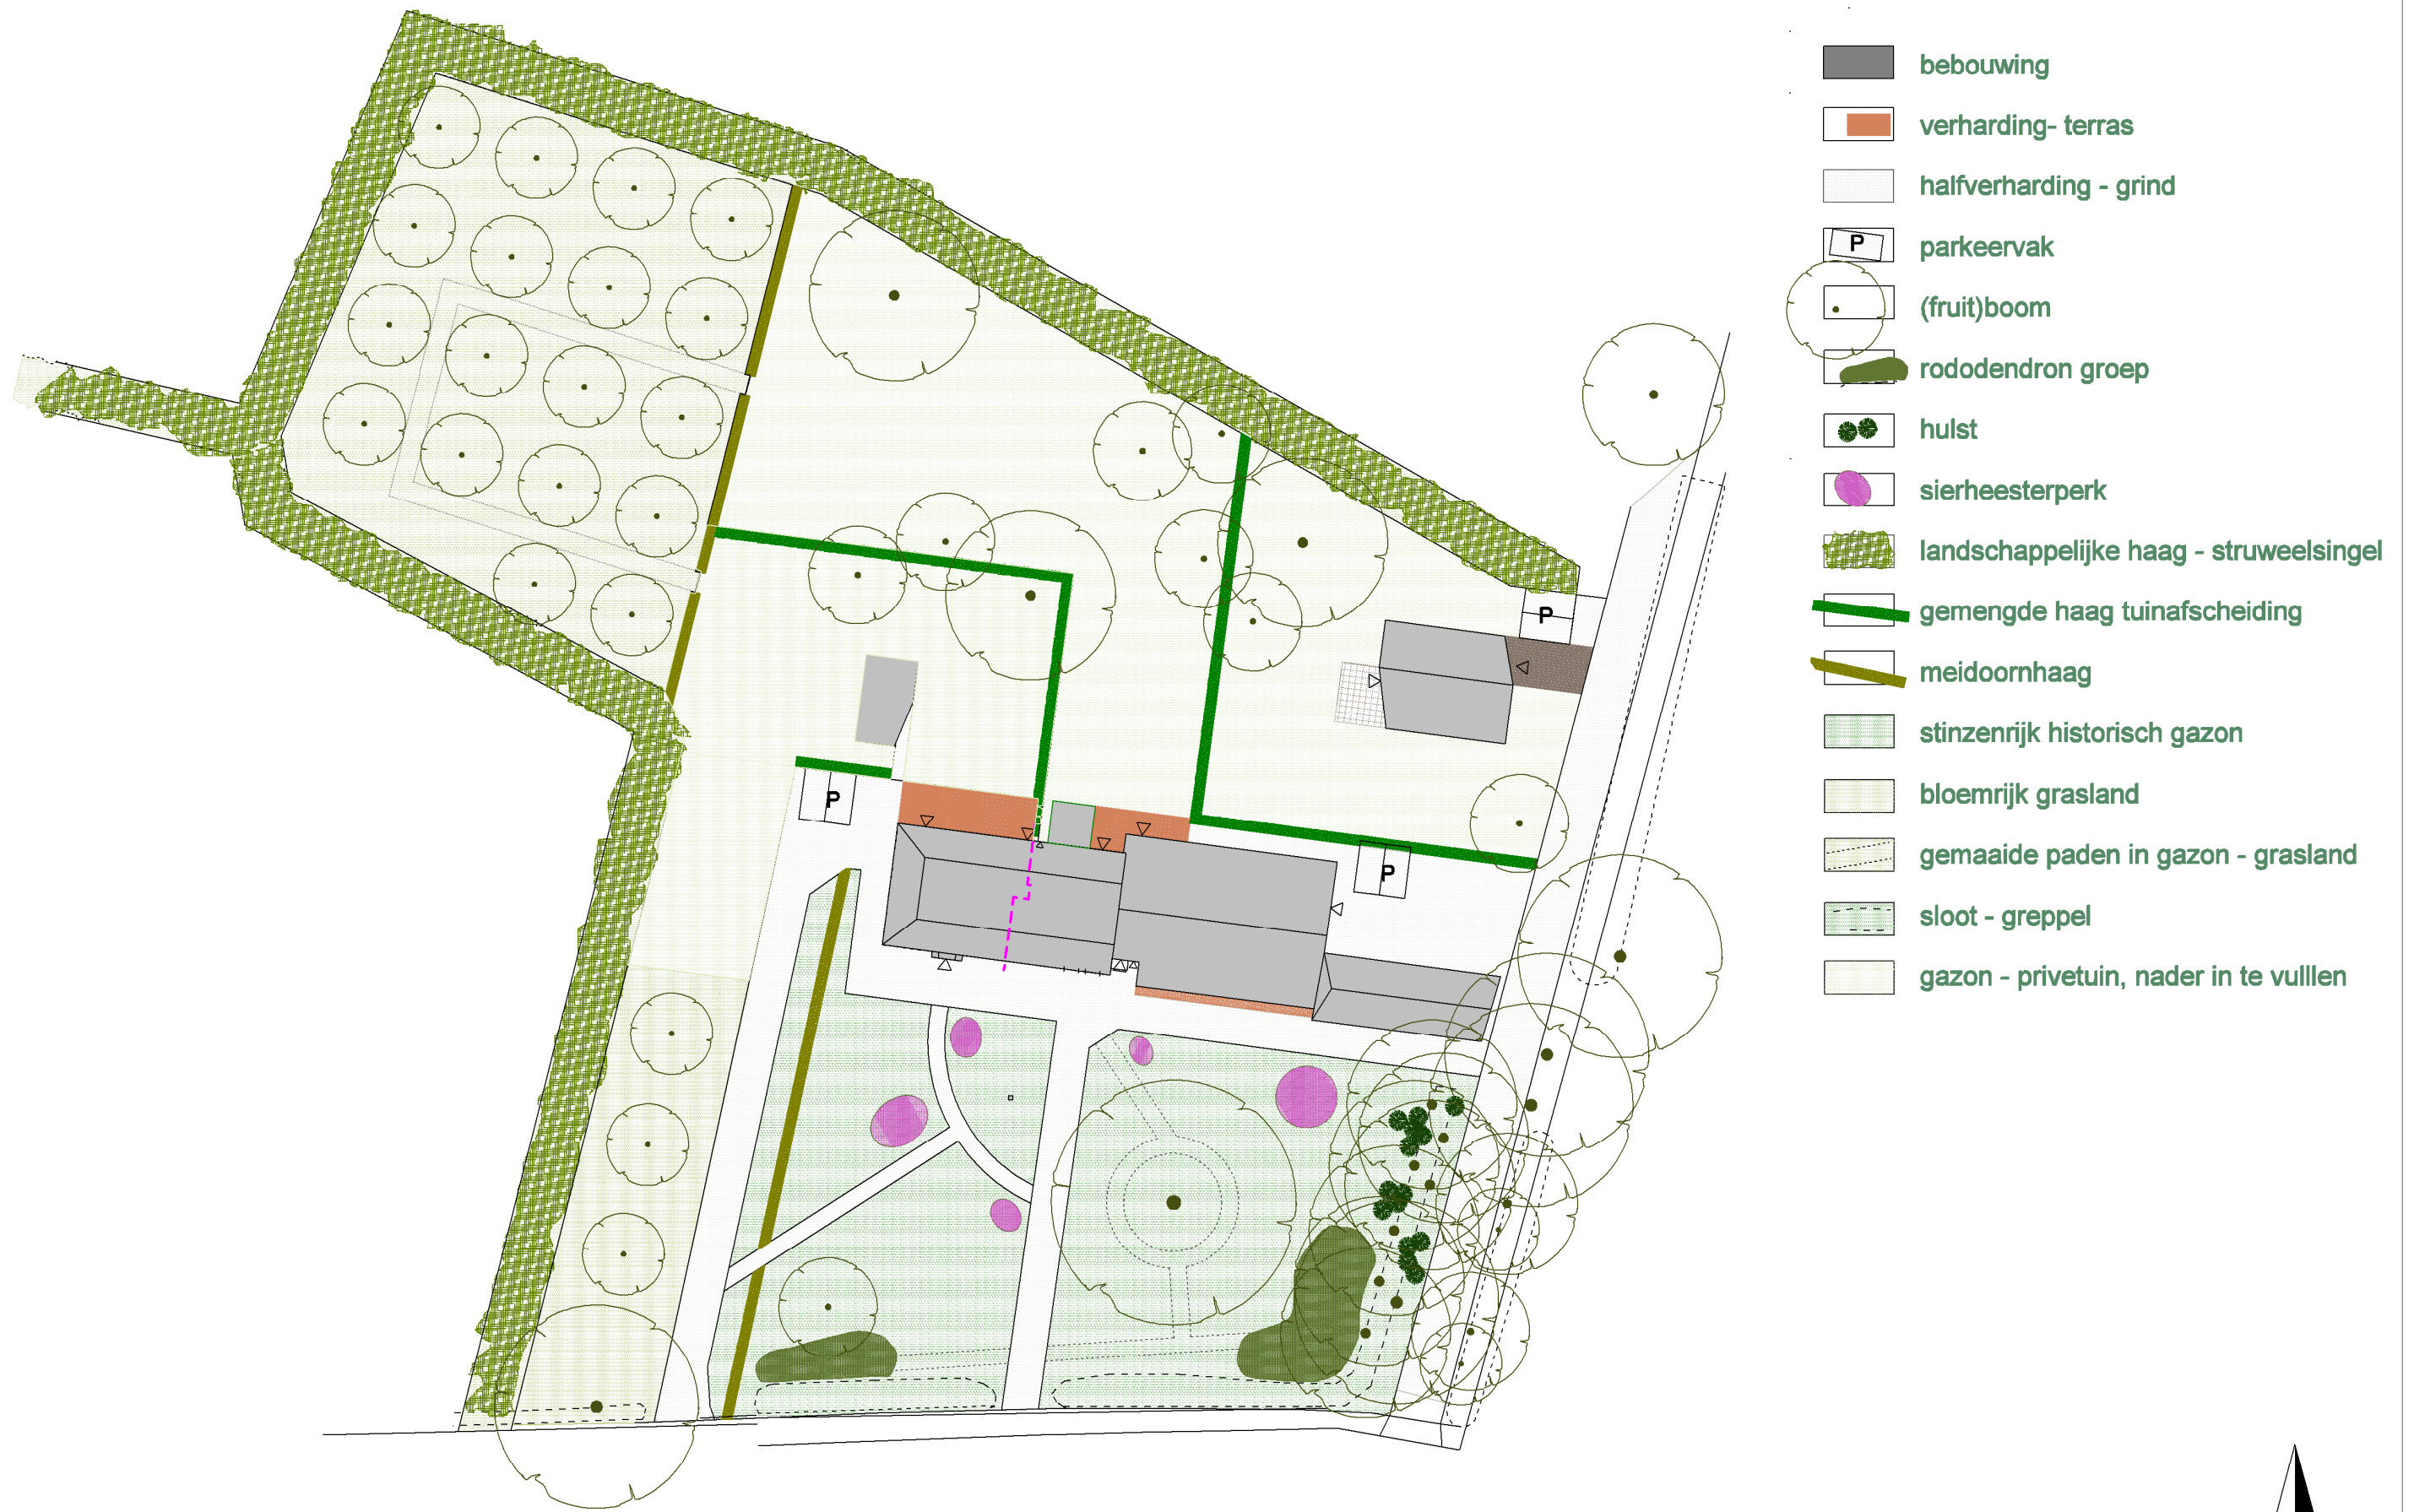 bebouwing
verharding- terras
halfverharding - grind
P parkeervak
(fruit)boom
rododendron groep
hulst
sierheesterperk
landschappelijke haag - struweelsingel
gemengde haag tuinafscheiding
meidoornhaag
stinzenrijk historisch gazon
bloemrijk grasland
gemaaide paden in gazon - grasland
sloot - greppel
gazon - privetuin, nader in te vulllen
P
P
P